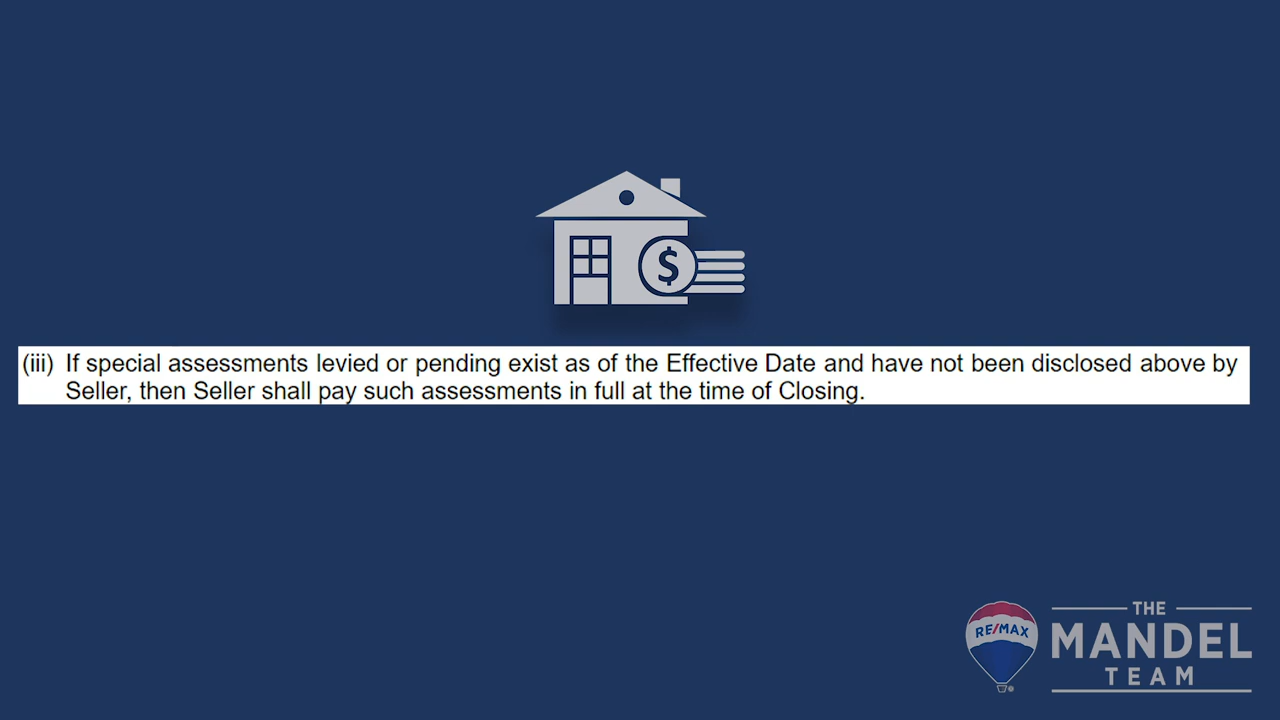 $
(iii) If special assessments levied or pending exist as of the Effective Date and have not been disclosed above by
Seller, then Seller shall pay such assessments in full at the time of Closing.
THE
RE/MAX
MANDEL
TEAM